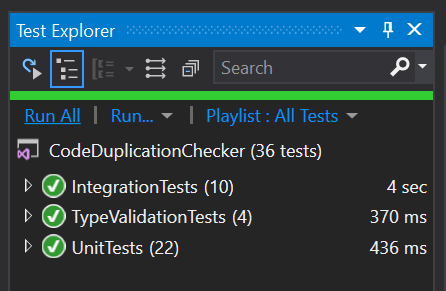 Test Explorer
Search
Run All | Run... | Playlist : All Tests
CodeDuplicationChecker (36 tests)
IntegrationTests (10) 4 sec
TypeValidationTests (4) 370 ms
UnitTests (22) 436 ms